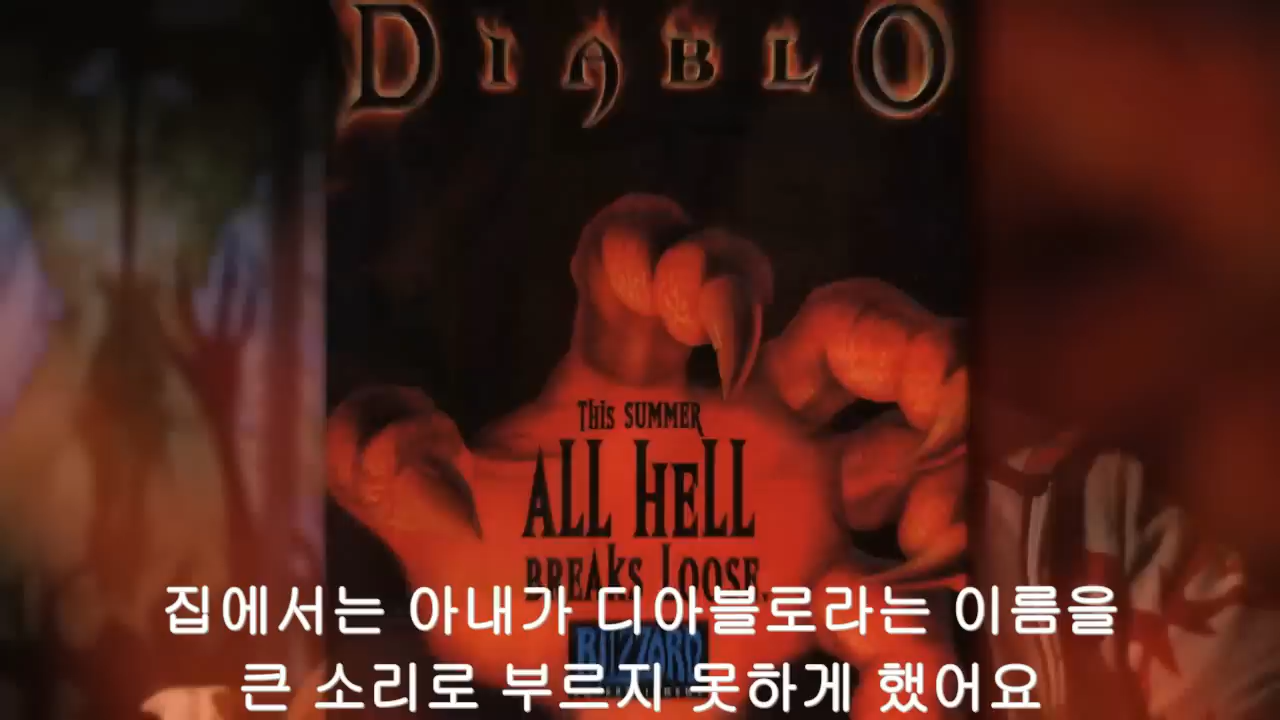 DIABLO
This SUMMER
ALL HELL
BREAKS LOOSE.
집에서는 아내가 디아블로라는 이름을
BLIZZARD
큰 소리로 부르지 못하게 했어요